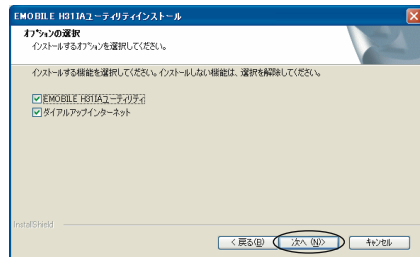 EMOBILE H31IAユーティリティインストール
オプションの選択
インストールするオプションを選択してください。
インストールする機能を選択してください。インストールしない機能は、選択を解除してください。
EMOBILE H31IAユーティリティ
ダイアルアップインターネット
InstallShield
< 戻る(B)
次へ (N)>
キャンセル